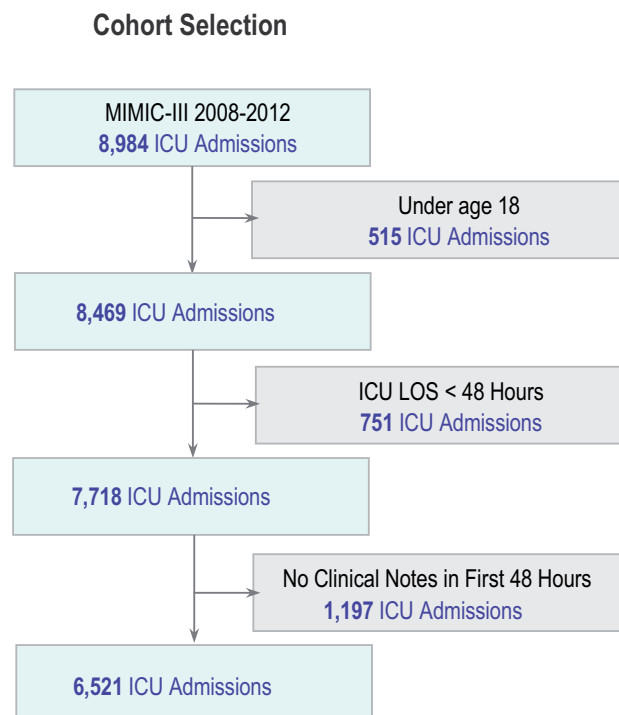 Cohort Selection
MIMIC-III 2008-2012
8,984 ICU Admissions
Under age 18
515 ICU Admissions
8,469 ICU Admissions
ICU LOS < 48 Hours
751 ICU Admissions
7,718 ICU Admissions
No Clinical Notes in First 48 Hours
1,197 ICU Admissions
6,521 ICU Admissions